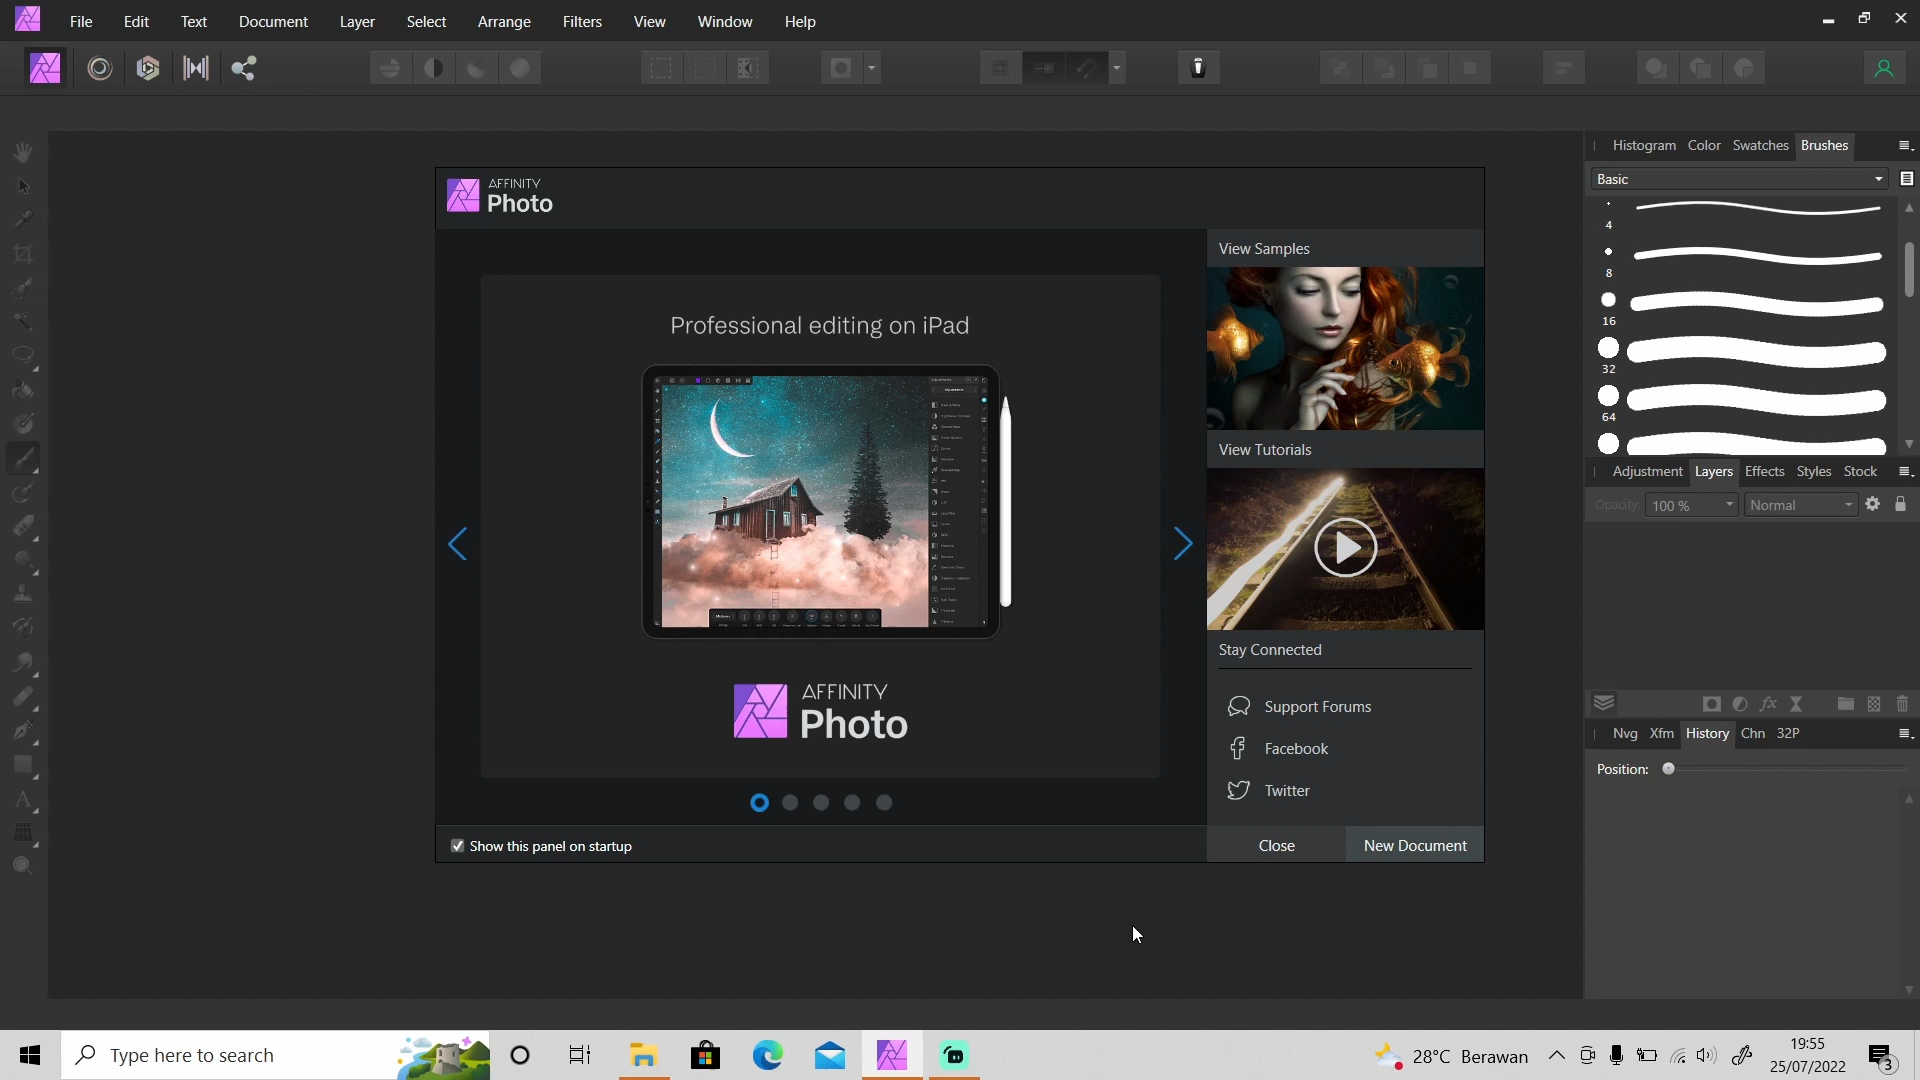 File Edit Text Document Layer Select Arrange Filters View Window Help
Histogram Color Swatches Brushes
Basic
4
8
16
32
64
AFFINITY
Photo
View Samples
Professional editing on iPad
View Tutorials
AFFINITY
Photo
Stay Connected
Support Forums
Facebook
Twitter
Show this panel on startup
Close
New Document
Adjustment Layers Effects Styles Stock
Opacity: 100 % Normal
Nvg Xfm History Chn 32P
Position:
Type here to search
28°C Berawan
19:55
25/07/2022
3